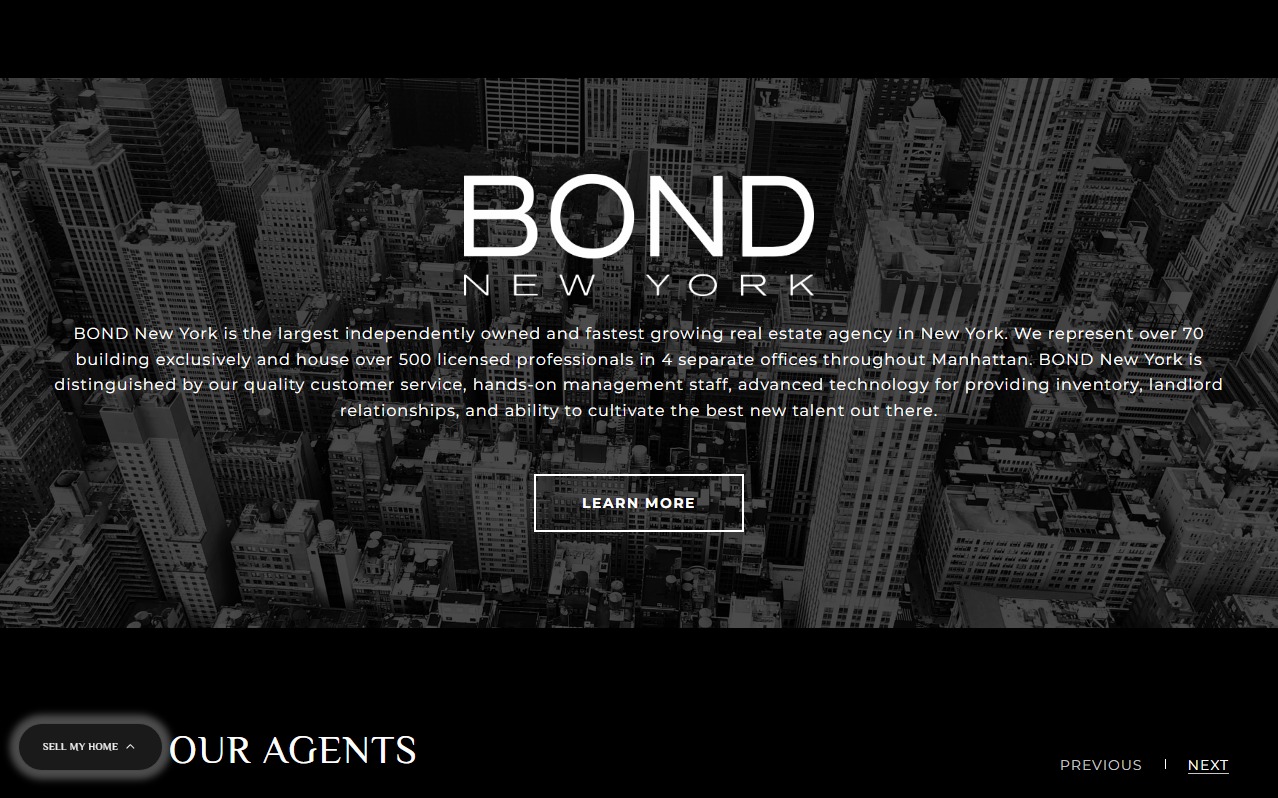 BOND
NEW YORK
BOND New York is the largest independently owned and fastest growing real estate agency in New York. We represent over 70
building exclusively and house over 500 licensed professionals in 4 separate offices throughout Manhattan. BOND New York is
distinguished by our quality customer service, hands-on management staff, advanced technology for providing inventory, landlord
relationships, and ability to cultivate the best new talent out there.
LEARN MORE
SELL MY HOME
OUR AGENTS
PREVIOUS
NEXT